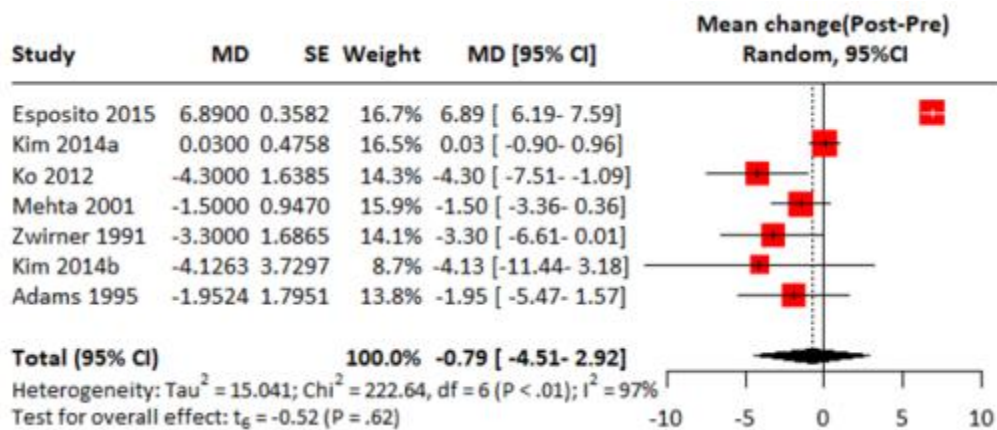 Mean change(Post-Pre)
Study MD SE Weight MD [95% CI] Random, 95%CI
Esposito 2015 6.8900 0.3582 16.7% 6.89 [ 6.19- 7.59]
Kim 2014a 0.0300 0.4758 16.5% 0.03 [ -0.90- 0.96]
Ko 2012 -4.3000 1.6385 14.3% -4.30 [ -7.51- -1.09]
Mehta 2001 -1.5000 0.9470 15.9% -1.50 [ -3.36- 0.36]
Zwirner 1991 -3.3000 1.6865 14.1% -3.30 [ -6.61- 0.01]
Kim 2014b -4.1263 3.7297 8.7% -4.13 [-11.44- 3.18]
Adams 1995 -1.9524 1.7951 13.8% -1.95 [ -5.47- 1.57]
Total (95% CI) 100.0% -0.79 [ -4.51- 2.92]
Heterogeneity: Tau² = 15.041; Chi² = 222.64, df = 6 (P < .01); I² = 97%
Test for overall effect: t₆ = -0.52 (P = .62)
-10 -5 0 5 10